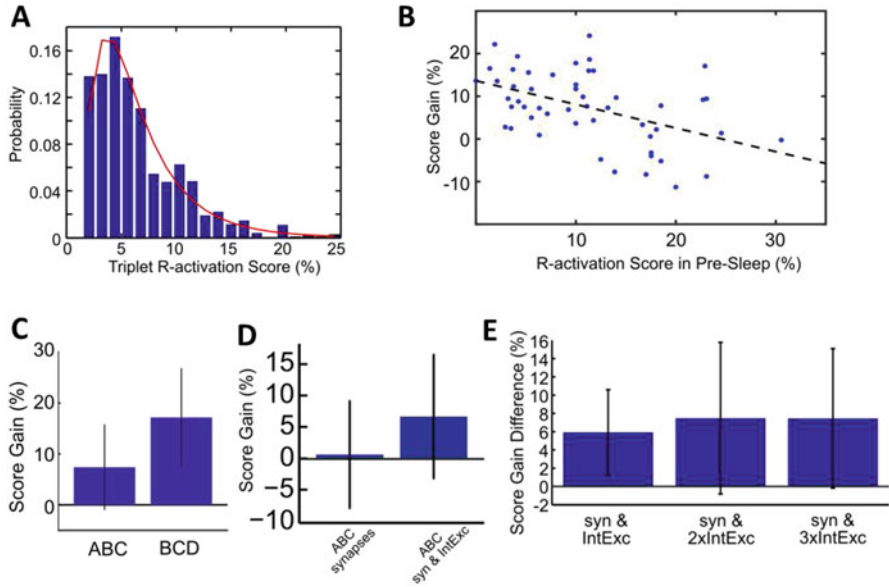 A
0.16
0.12
0.08
0.04
0
0
5
10
15
20
25
Probability
Triplet R-activation Score (%)
B
20
10
0
-10
10
20
30
Score Gain (%)
R-activation Score in Pre-Sleep (%)
C
30
20
10
0
Score Gain (%)
ABC
BCD
D
15
10
5
0
−5
−10
Score Gain (%)
ABC
synapses
ABC
syn & IntExc
E
16
14
12
10
8
6
4
2
0
-2
Score Gain Difference (%)
syn &
IntExc
syn &
2xIntExc
syn &
3xIntExc